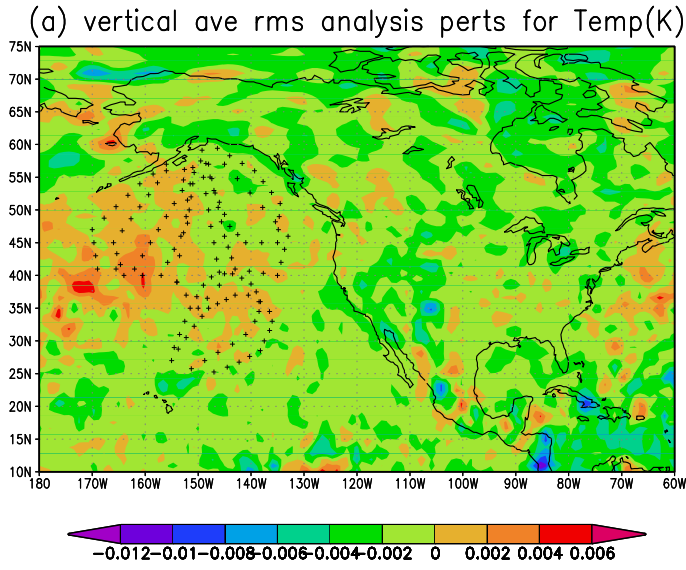 (a) vertical ave rms analysis perts for Temp(K)
75N
70N
65N
60N
55N
50N
45N
40N
35N
30N
25N
20N
15N
10N
180 170W 160W 150W 140W 130W 120W 110W 100W 90W 80W 70W 60W
-0.012 -0.01 -0.008 -0.006 -0.004 -0.002 0 0.002 0.004 0.006